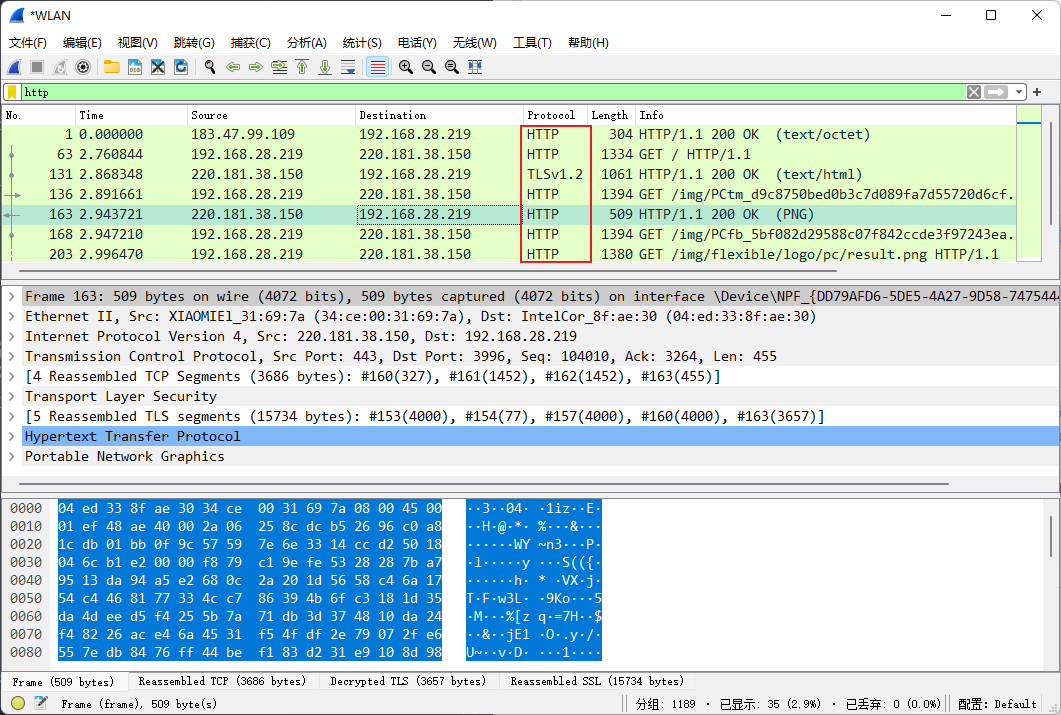 *WLAN
文件(F) 编辑(E) 视图(V) 跳转(G) 捕获(C) 分析(A) 统计(S) 电话(Y) 无线(W) 工具(T) 帮助(H)
http
No. Time Source Destination Protocol Length Info
1 0.000000 183.47.99.109 192.168.28.219 HTTP 304 HTTP/1.1 200 OK (text/octet)
63 2.760844 192.168.28.219 220.181.38.150 HTTP 1334 GET / HTTP/1.1
131 2.868348 220.181.38.150 192.168.28.219 TLSv1.2 1061 HTTP/1.1 200 OK (text/html)
136 2.891661 192.168.28.219 220.181.38.150 HTTP 1394 GET /img/PCtm_d9c8750bed0b3c7d089fa7d55720d6cf.
163 2.943721 220.181.38.150 192.168.28.219 HTTP 509 HTTP/1.1 200 OK (PNG)
168 2.947210 192.168.28.219 220.181.38.150 HTTP 1394 GET /img/PCfb_5bf082d29588c07f842ccde3f97243ea.
203 2.996470 192.168.28.219 220.181.38.150 HTTP 1380 GET /img/flexible/logo/pc/result.png HTTP/1.1
Frame 163: 509 bytes on wire (4072 bits), 509 bytes captured (4072 bits) on interface \Device\NPF_{DD79AFD6-5DE5-4A27-9D58-747544
Ethernet II, Src: XIAOMIEl_31:69:7a (34:ce:00:31:69:7a), Dst: IntelCor_8f:ae:30 (04:ed:33:8f:ae:30)
Internet Protocol Version 4, Src: 220.181.38.150, Dst: 192.168.28.219
Transmission Control Protocol, Src Port: 443, Dst Port: 3996, Seq: 104010, Ack: 3264, Len: 455
[4 Reassembled TCP Segments (3686 bytes): #160(327), #161(1452), #162(1452), #163(455)]
Transport Layer Security
[5 Reassembled TLS segments (15734 bytes): #153(4000), #154(77), #157(4000), #160(4000), #163(3657)]
Hypertext Transfer Protocol
Portable Network Graphics
0000 04 ed 33 8f ae 30 34 ce 00 31 69 7a 08 00 45 00 ··3··04· ·1iz··E·
0010 01 ef 48 ae 40 00 2a 06 25 8c dc b5 26 96 c0 a8 ··H·@·*· %···&···
0020 1c db 01 bb 0f 9c 57 59 7e 6e 33 14 cc d2 50 18 ······WY ~n3···P·
0030 04 6c b1 e2 00 00 f8 79 c1 9e fe 53 28 28 7b a7 ·l·····y ···S(({·
0040 95 13 da 94 a5 e2 68 0c 2a 20 1d 56 58 c4 6a 17 ······h· * ·VX·j·
0050 54 c4 46 81 77 33 4c c7 86 39 4b 6f c3 18 1d 35 T·F·w3L· ·9Ko···5
0060 da 4d ee d5 f4 25 5b 7a 71 db 3d 37 48 10 da 24 ·M···%[z q·=7H··$
0070 f4 82 26 ac e4 6a 45 31 f5 4f df 2e 79 07 2f e6 ··&··jE1 ·O·.y·/·
0080 55 7e db 84 76 ff 44 be f1 83 d2 31 e9 10 8d 98 U~··v·D· ···1····
Frame (509 bytes) Reassembled TCP (3686 bytes) Decrypted TLS (3657 bytes) Reassembled SSL (15734 bytes)
Frame (frame), 509 byte(s) 分组: 1189 · 已显示: 35 (2.9%) · 已丢弃: 0 (0.0%) 配置: Default